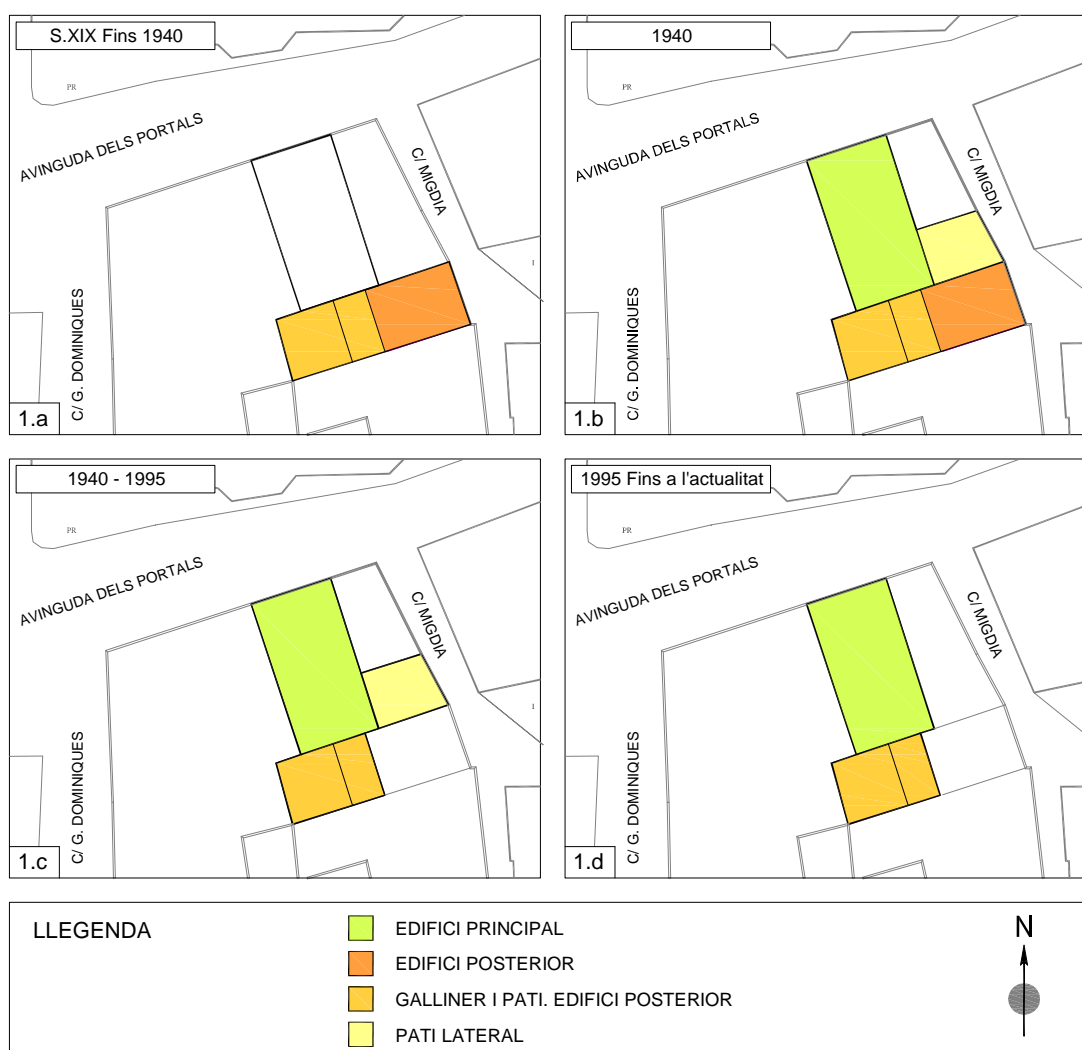 S.XIX Fins 1940
PR
AVINGUDA DELS PORTALS
C/ MIGDIA
I
C/ G. DOMINIQUES
1.a
1940
PR
AVINGUDA DELS PORTALS
C/ MIGDIA
C/ G. DOMINIQUES
1.b
1940 - 1995
PR
AVINGUDA DELS PORTALS
C/ MIGDIA
I
C/ G. DOMINIQUES
1.c
1995 Fins a l'actualitat
PR
AVINGUDA DELS PORTALS
C/ MIGDIA
C/ G. DOMINIQUES
1.d
LLEGENDA
EDIFICI PRINCIPAL
EDIFICI POSTERIOR
GALLINER I PATI. EDIFICI POSTERIOR
PATI LATERAL
N